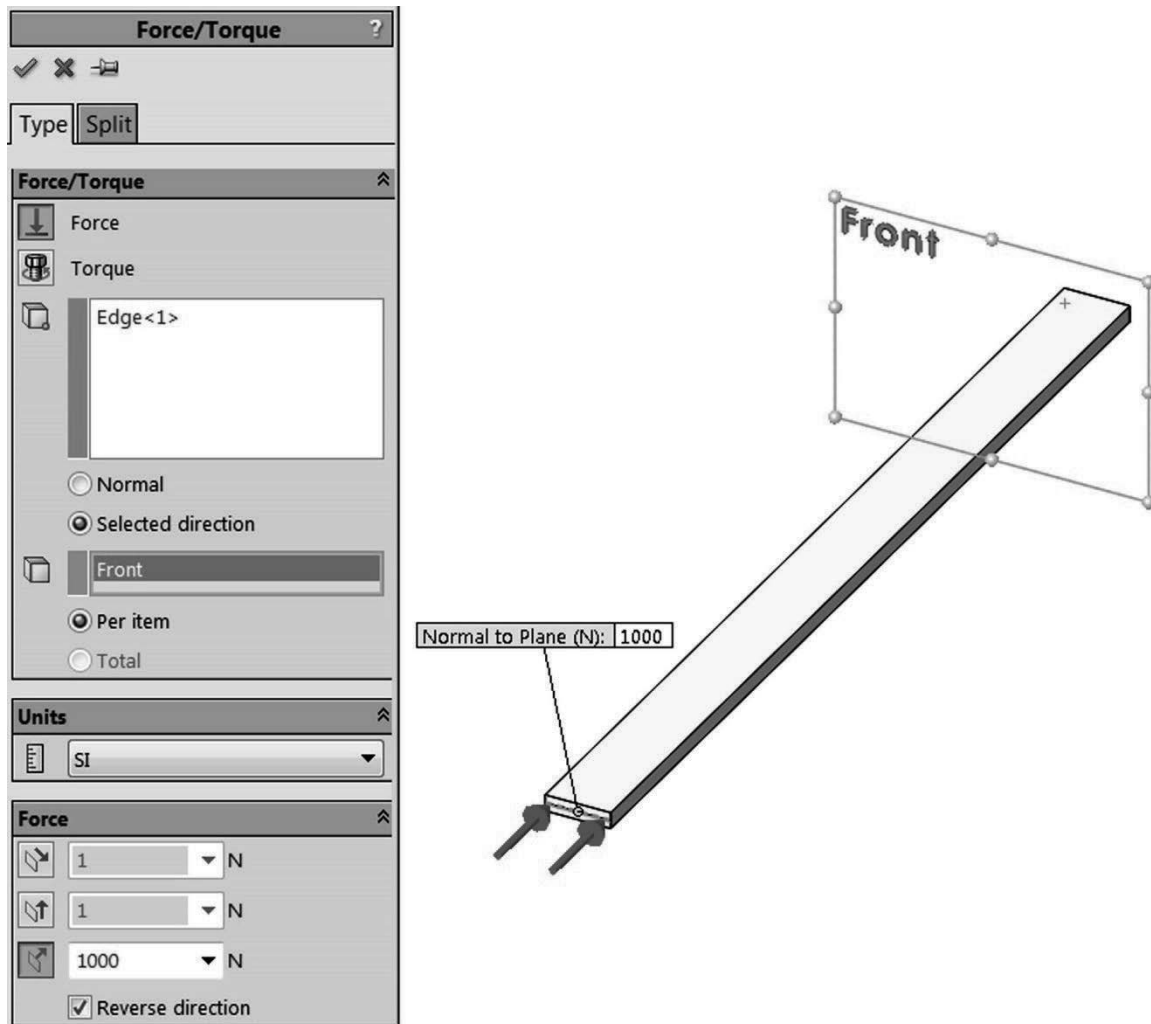 Force/Torque ?
Type Split
Force/Torque
Force
Torque
Edge<1>
Normal
Selected direction
Front
Per item
Total
Units
SI
Force
1 N
1 N
1000 N
Reverse direction
Front
Normal to Plane (N): 1000